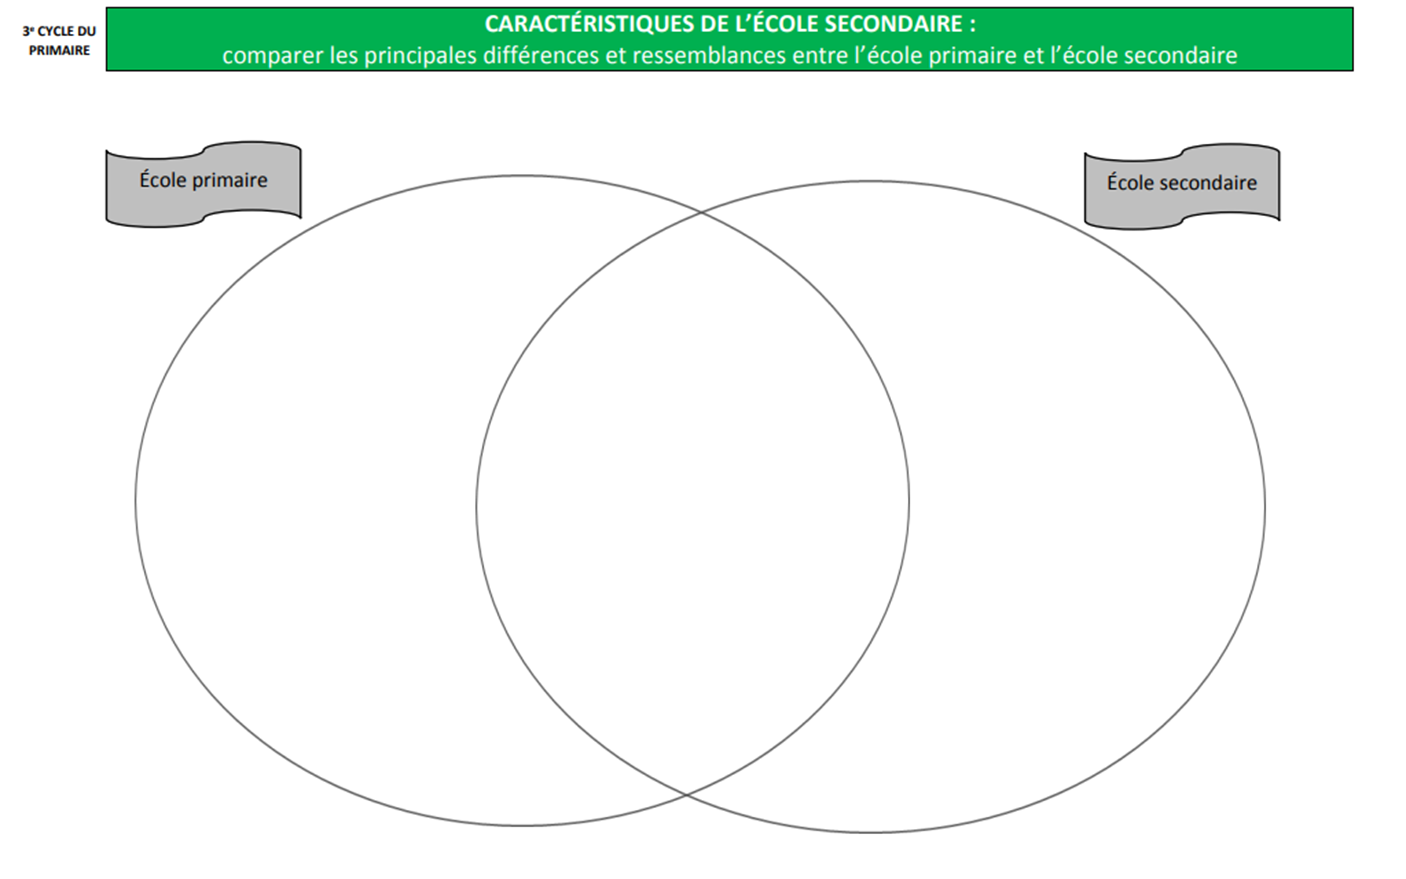 3e CYCLE DU
PRIMAIRE
CARACTÉRISTIQUES DE L’ÉCOLE SECONDAIRE :
comparer les principales différences et ressemblances entre l’école primaire et l’école secondaire
École primaire
École secondaire